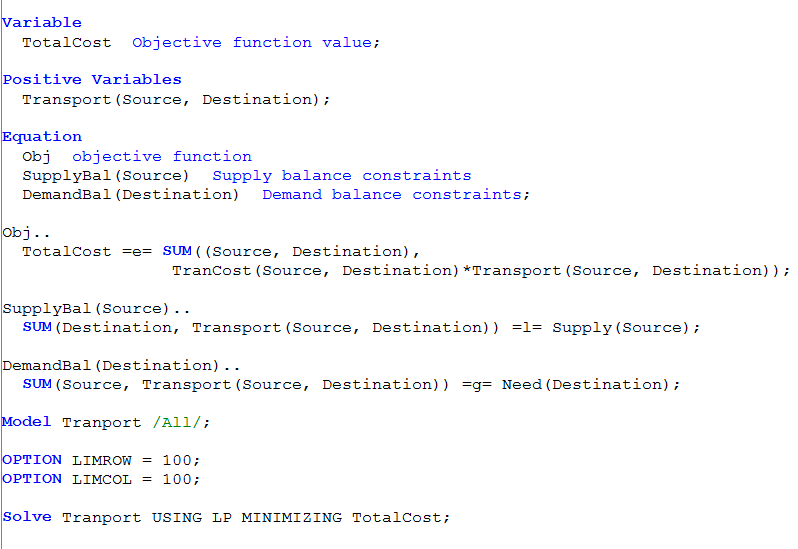 Variable
TotalCost Objective function value;
Positive Variables
Transport(Source, Destination);
Equation
Obj objective function
SupplyBal(Source) Supply balance constraints
DemandBal(Destination) Demand balance constraints;
Obj..
TotalCost =e= SUM((Source, Destination),
TranCost(Source, Destination)*Transport(Source, Destination));
SupplyBal(Source)..
SUM(Destination, Transport(Source, Destination)) =l= Supply(Source);
DemandBal(Destination)..
SUM(Source, Transport(Source, Destination)) =g= Need(Destination);
Model Tranport /All/;
OPTION LIMROW = 100;
OPTION LIMCOL = 100;
Solve Tranport USING LP MINIMIZING TotalCost;